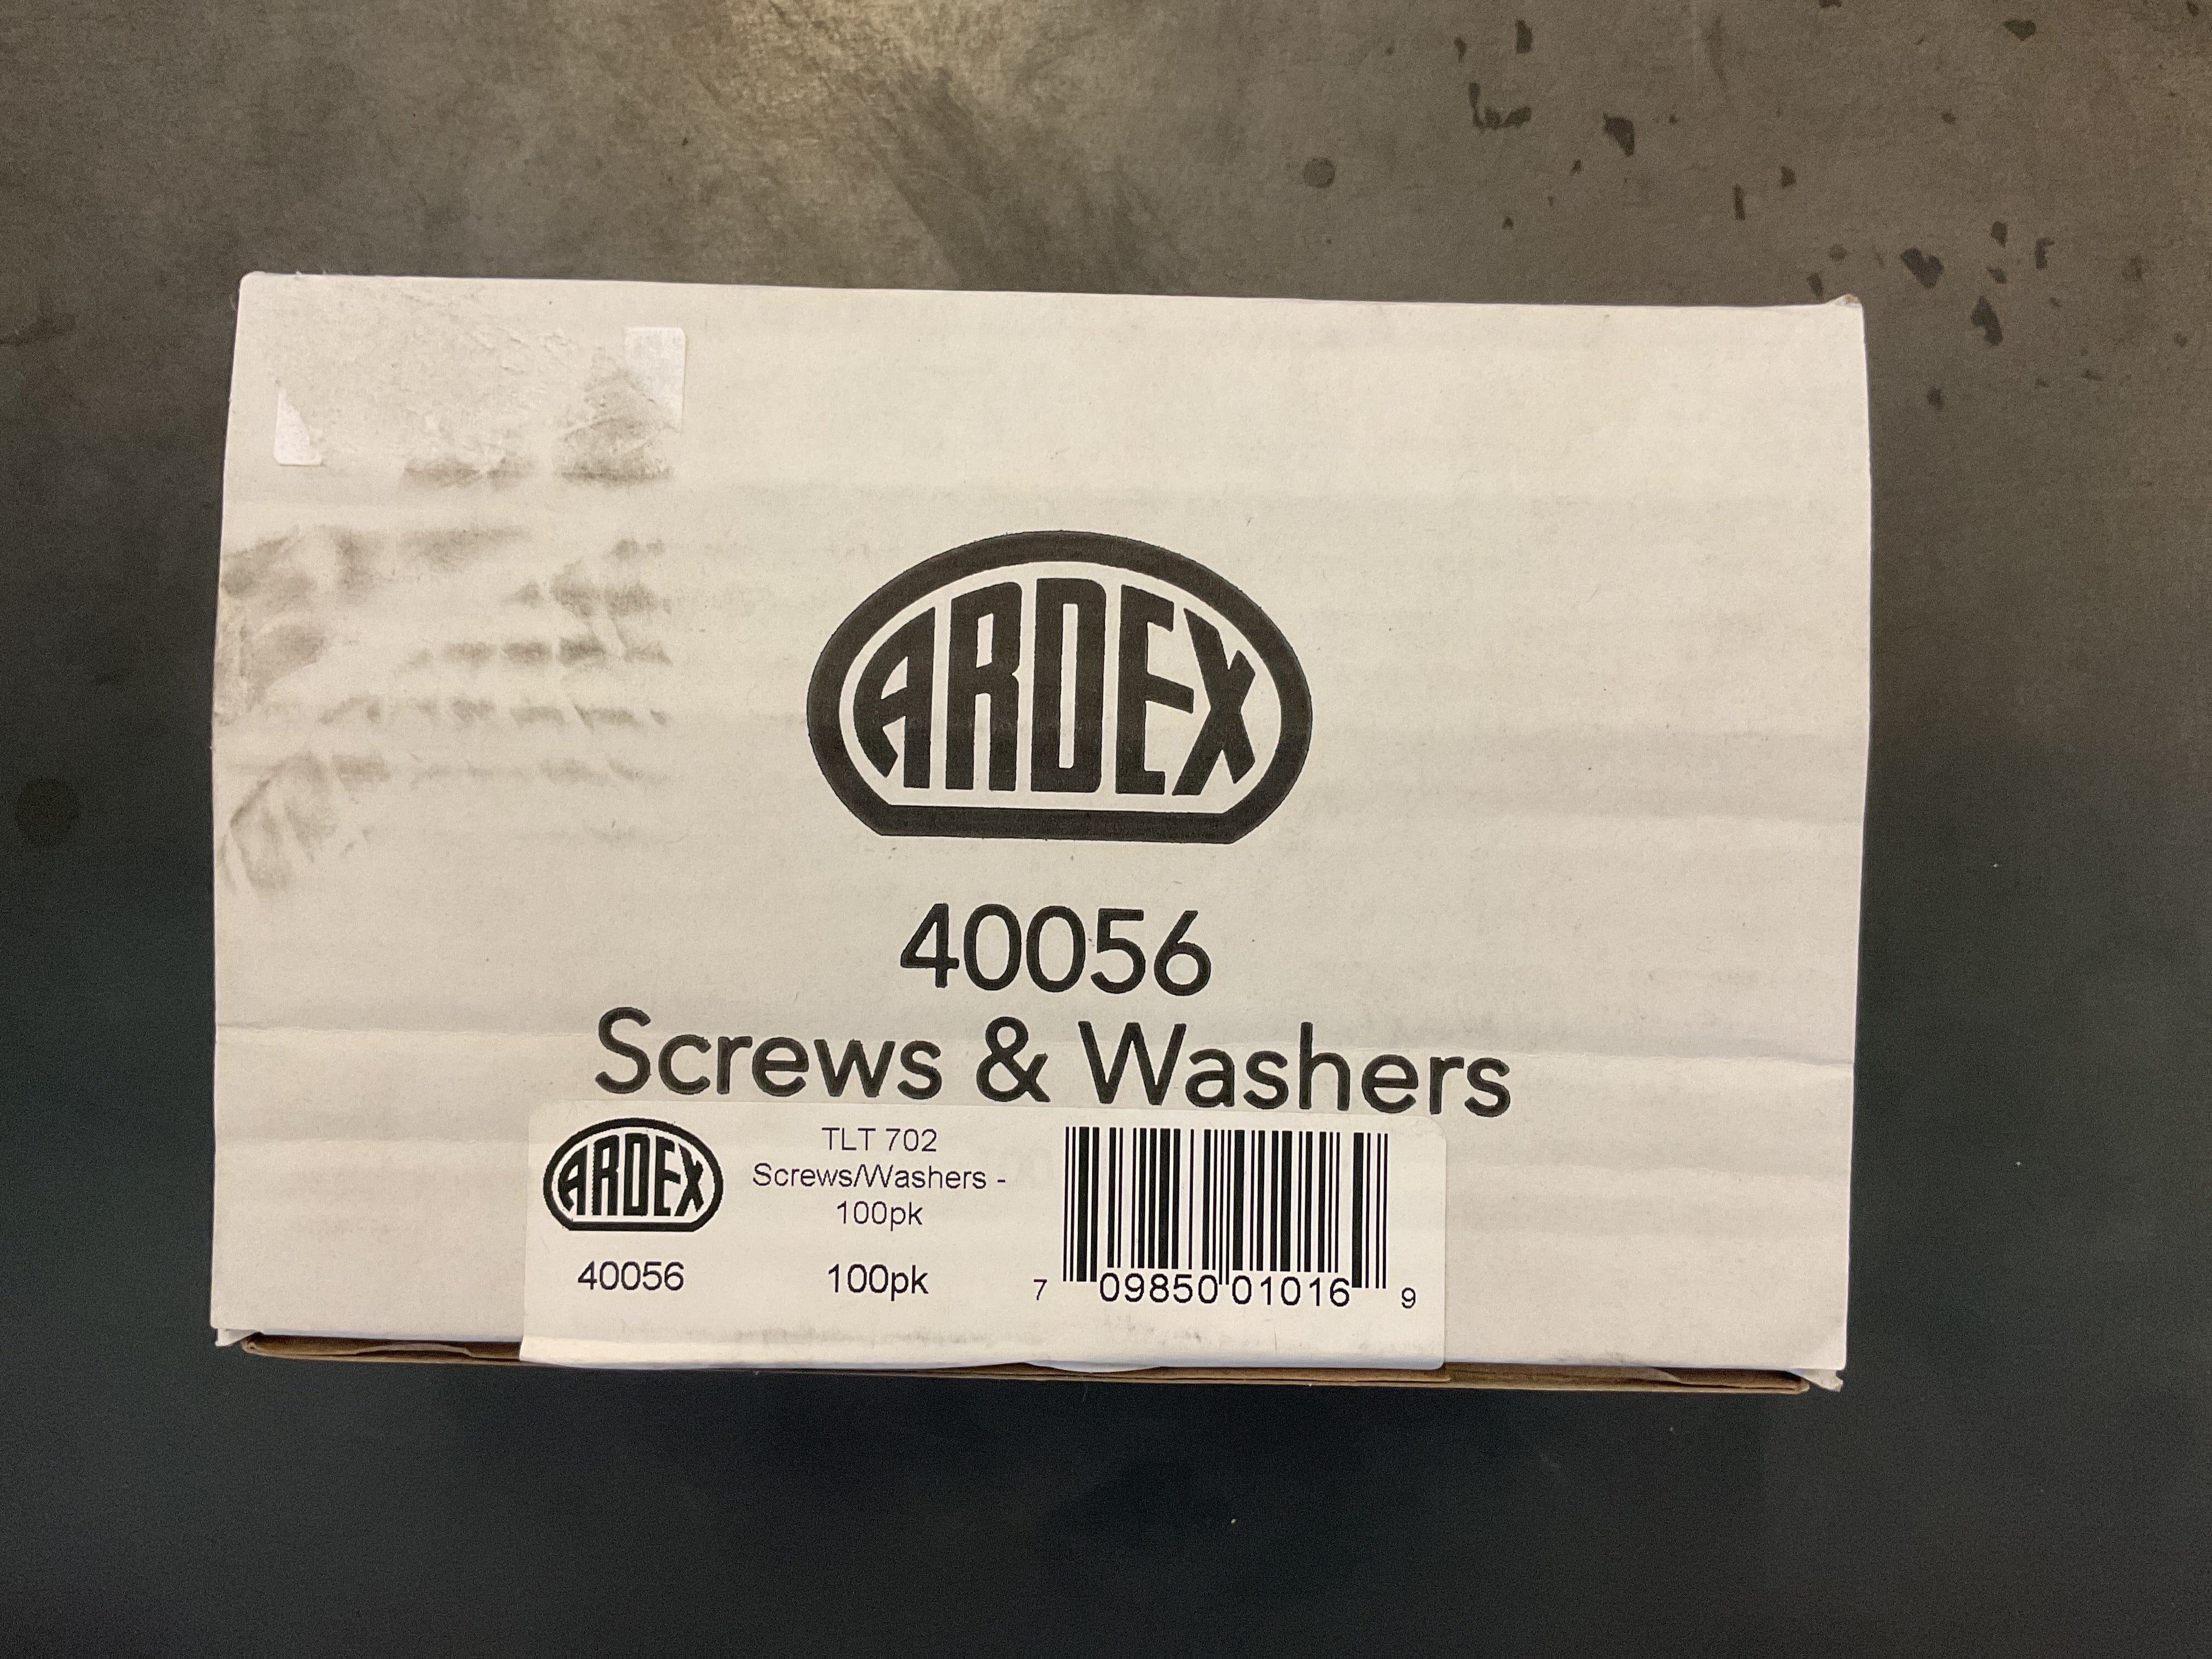 ARDEX
40056
Screws & Washers
ARDEX
40056
TLT 702
Screws/Washers -
100pk
100pk
7 09850 01016 9